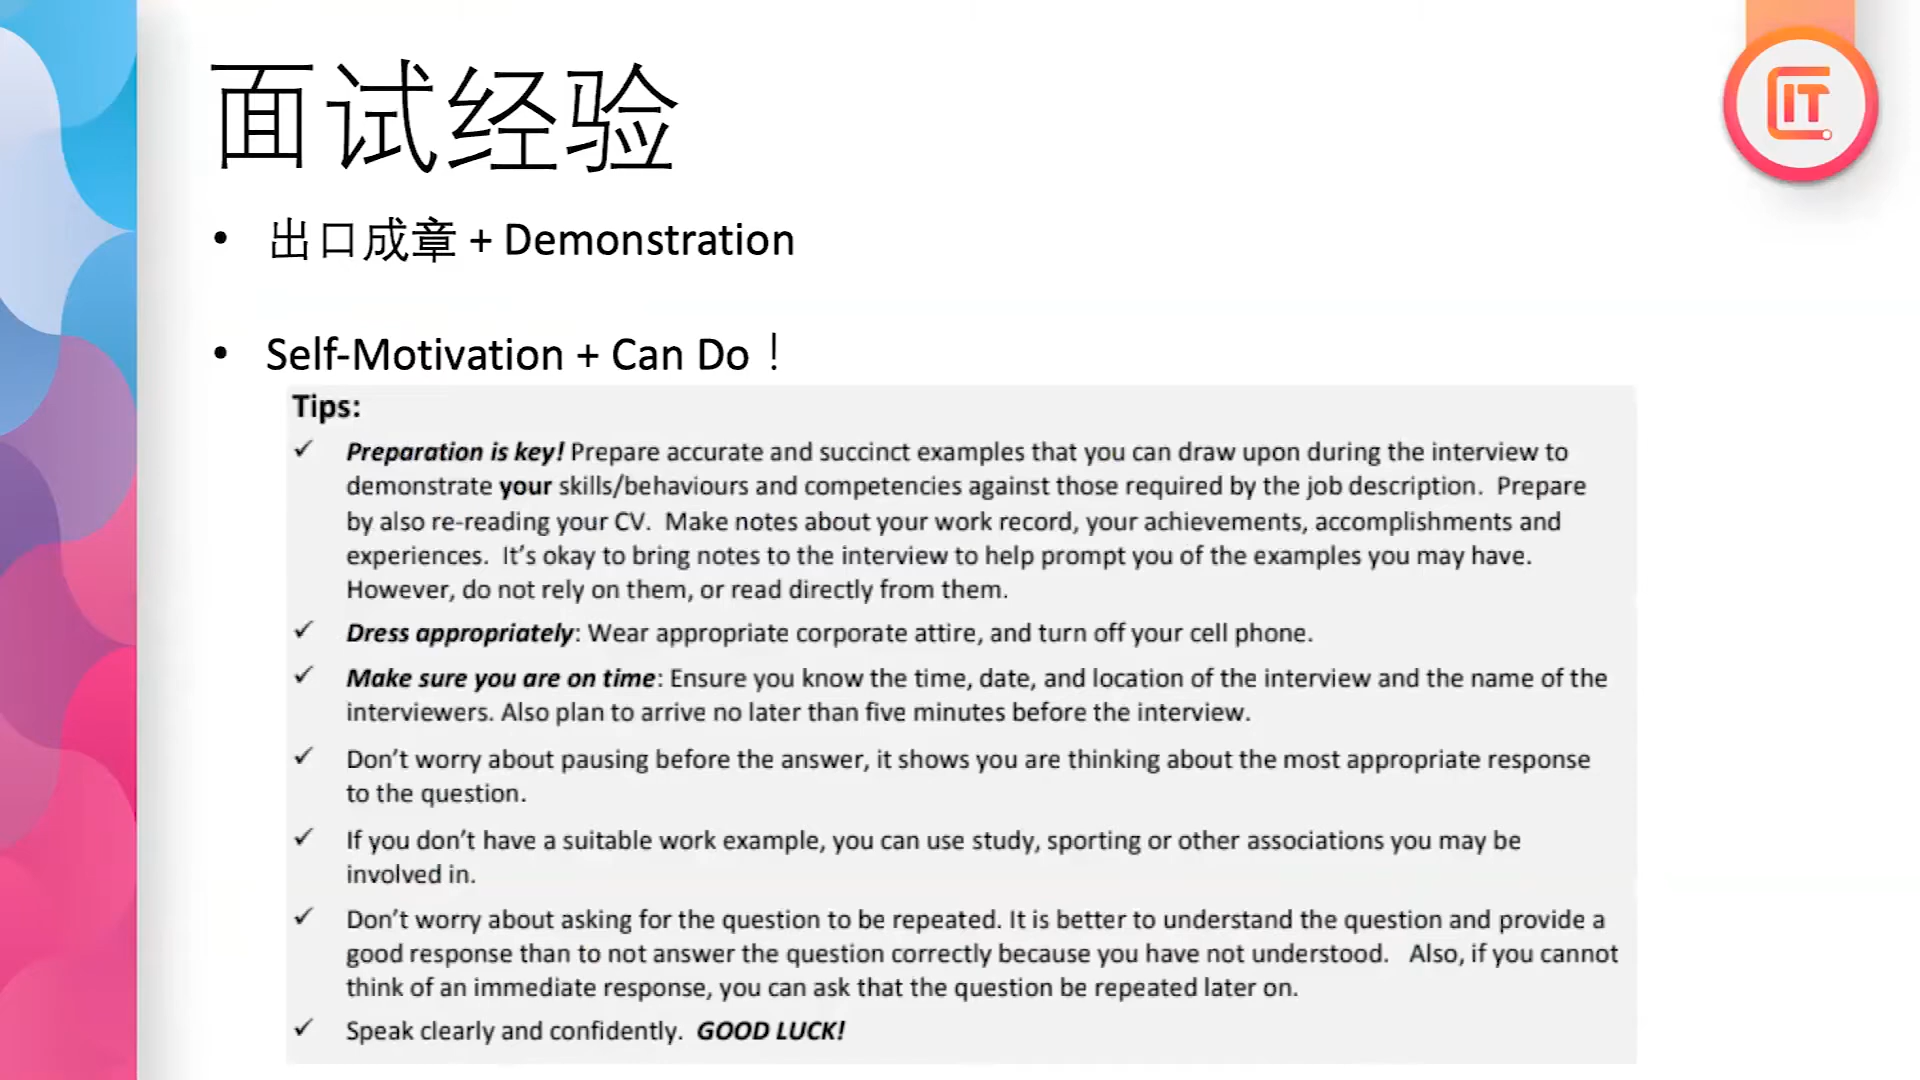 面试经验
IT
• 出口成章 + Demonstration
• Self-Motivation + Can Do！
Tips:
✓ Preparation is key! Prepare accurate and succinct examples that you can draw upon during the interview to
demonstrate your skills/behaviours and competencies against those required by the job description. Prepare
by also re-reading your CV. Make notes about your work record, your achievements, accomplishments and
experiences. It’s okay to bring notes to the interview to help prompt you of the examples you may have.
However, do not rely on them, or read directly from them.
✓ Dress appropriately: Wear appropriate corporate attire, and turn off your cell phone.
✓ Make sure you are on time: Ensure you know the time, date, and location of the interview and the name of the
interviewers. Also plan to arrive no later than five minutes before the interview.
✓ Don’t worry about pausing before the answer, it shows you are thinking about the most appropriate response
to the question.
✓ If you don’t have a suitable work example, you can use study, sporting or other associations you may be
involved in.
✓ Don’t worry about asking for the question to be repeated. It is better to understand the question and provide a
good response than to not answer the question correctly because you have not understood. Also, if you cannot
think of an immediate response, you can ask that the question be repeated later on.
✓ Speak clearly and confidently. GOOD LUCK!